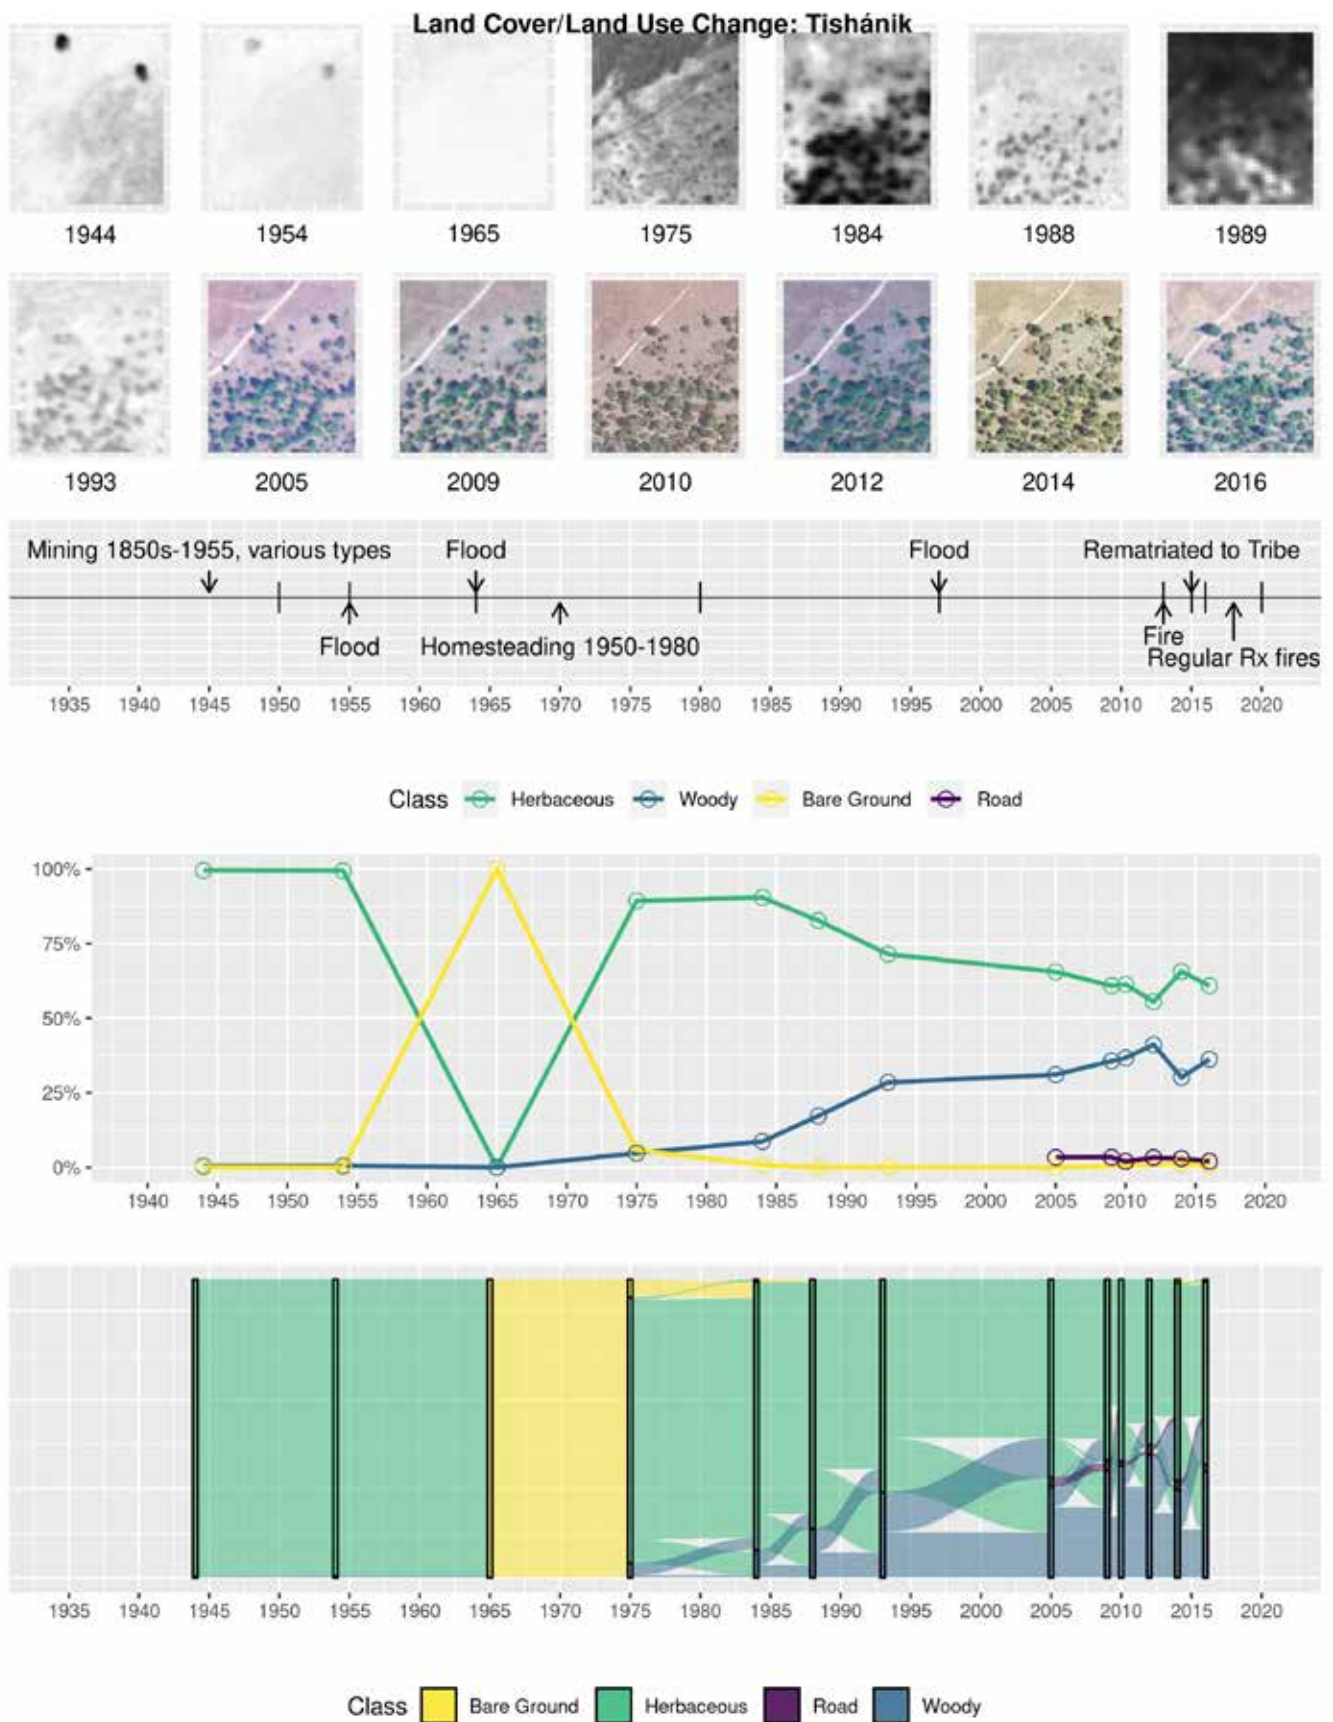 Land Cover/Land Use Change: Tishánik
1944 1954 1965 1975 1984 1988 1989
1993 2005 2009 2010 2012 2014 2016
Mining 1850s-1955, various types Flood Flood Rematriated to Tribe
Flood Homesteading 1950-1980 Fire
Regular Rx fires
1935 1940 1945 1950 1955 1960 1965 1970 1975 1980 1985 1990 1995 2000 2005 2010 2015 2020
Class Herbaceous Woody Bare Ground Road
100%
75%
50%
25%
0%
1940 1945 1950 1955 1960 1965 1970 1975 1980 1985 1990 1995 2000 2005 2010 2015 2020
1935 1940 1945 1950 1955 1960 1965 1970 1975 1980 1985 1990 1995 2000 2005 2010 2015 2020
Class Bare Ground Herbaceous Road Woody